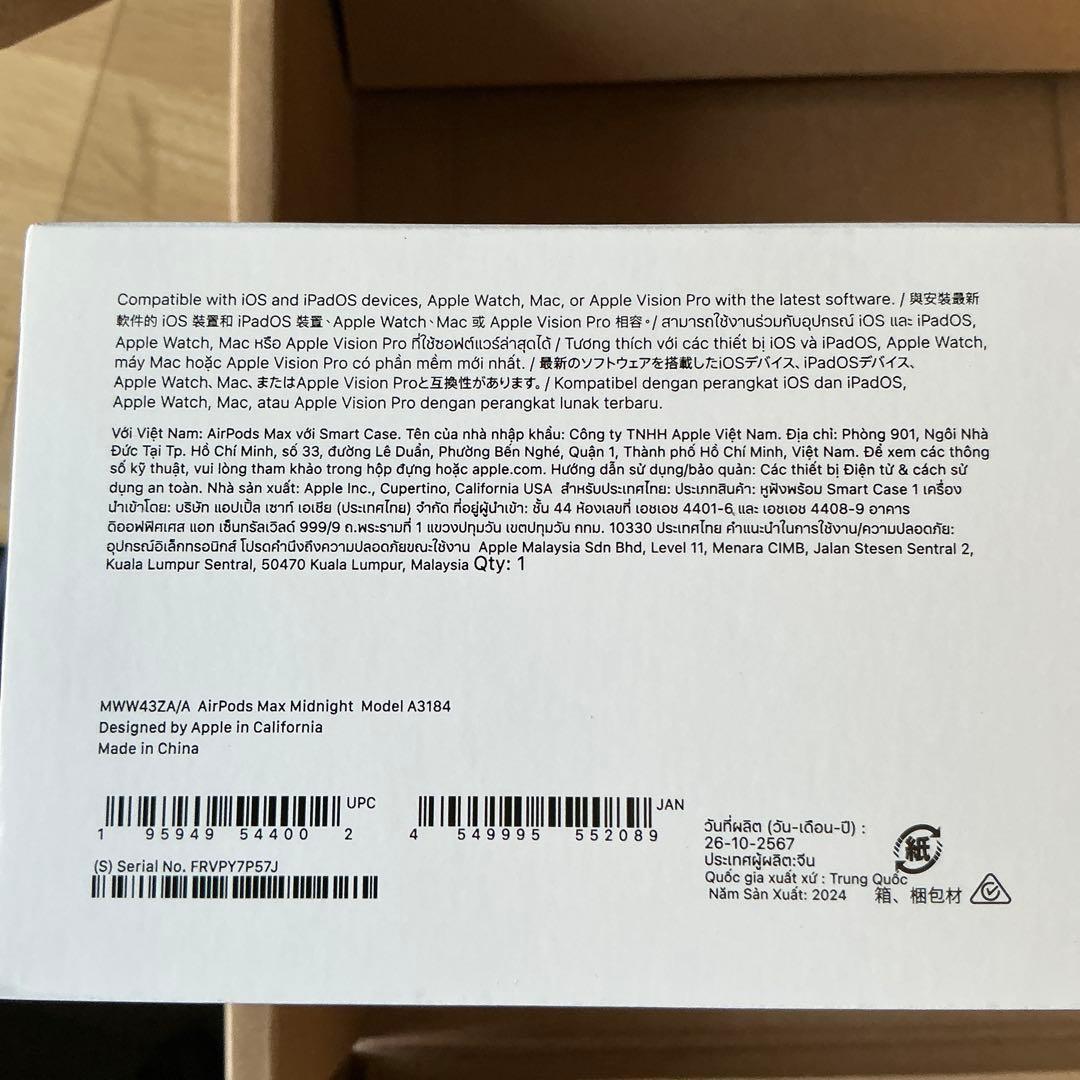 Compatible with iOS and iPadOS devices, Apple Watch, Mac, or Apple Vision Pro with the latest software. / 與安裝最新
軟件的 iOS 裝置和 iPadOS 裝置、Apple Watch、Mac 或 Apple Vision Pro 相容。/ สามารถใช้งานร่วมกับอุปกรณ์ iOS และ iPadOS,
Apple Watch, Mac หรือ Apple Vision Pro ที่ใช้ซอฟต์แวร์ล่าสุดได้ / Tương thích với các thiết bị iOS và iPadOS, Apple Watch,
máy Mac hoặc Apple Vision Pro có phần mềm mới nhất. / 最新のソフトウェアを搭載したiOSデバイス、iPadOSデバイス、
Apple Watch、Mac、またはApple Vision Proと互換性があります。/ Kompatibel dengan perangkat iOS dan iPadOS,
Apple Watch, Mac, atau Apple Vision Pro dengan perangkat lunak terbaru.
Với Việt Nam: AirPods Max với Smart Case. Tên của nhà nhập khẩu: Công ty TNHH Apple Việt Nam. Địa chỉ: Phòng 901, Ngôi Nhà
Đức Tại Tp. Hồ Chí Minh, số 33, đường Lê Duẩn, Phường Bến Nghé, Quận 1, Thành phố Hồ Chí Minh, Việt Nam. Để xem các thông
số kỹ thuật, vui lòng tham khảo trong hộp đựng hoặc apple.com. Hướng dẫn sử dụng/bảo quản: Các thiết bị Điện tử & cách sử
dụng an toàn. Nhà sản xuất: Apple Inc., Cupertino, California USA สำหรับประเทศไทย: ประเภทสินค้า: หูฟังพร้อม Smart Case 1 เครื่อง
นำเข้าโดย: บริษัท แอปเปิ้ล เซาท์ เอเชีย (ประเทศไทย) จำกัด ที่อยู่ผู้นำเข้า: ชั้น 44 ห้องเลขที่ เอชเอช 4401-6 และ เอชเอช 4408-9 อาคาร
ดิออฟฟิศเศส แอท เซ็นทรัลเวิลด์ 999/9 ถ.พระรามที่ 1 แขวงปทุมวัน เขตปทุมวัน กทม. 10330 ประเทศไทย คำแนะนำในการใช้งาน/ความปลอดภัย:
อุปกรณ์อิเล็กทรอนิกส์ โปรดคำนึงถึงความปลอดภัยขณะใช้งาน Apple Malaysia Sdn Bhd, Level 11, Menara CIMB, Jalan Stesen Sentral 2,
Kuala Lumpur Sentral, 50470 Kuala Lumpur, Malaysia Qty: 1
MWW43ZA/A AirPods Max Midnight Model A3184
Designed by Apple in California
Made in China
UPC
1 95949 54400 2
JAN
4 549995 552089
(S) Serial No. FRVPY7P57J
วันที่ผลิต (วัน-เดือน-ปี) :
26-10-2567
ประเทศผู้ผลิต:จีน
Quốc gia xuất xứ : Trung Quốc
Năm Sản Xuất: 2024
紙
箱、梱包材